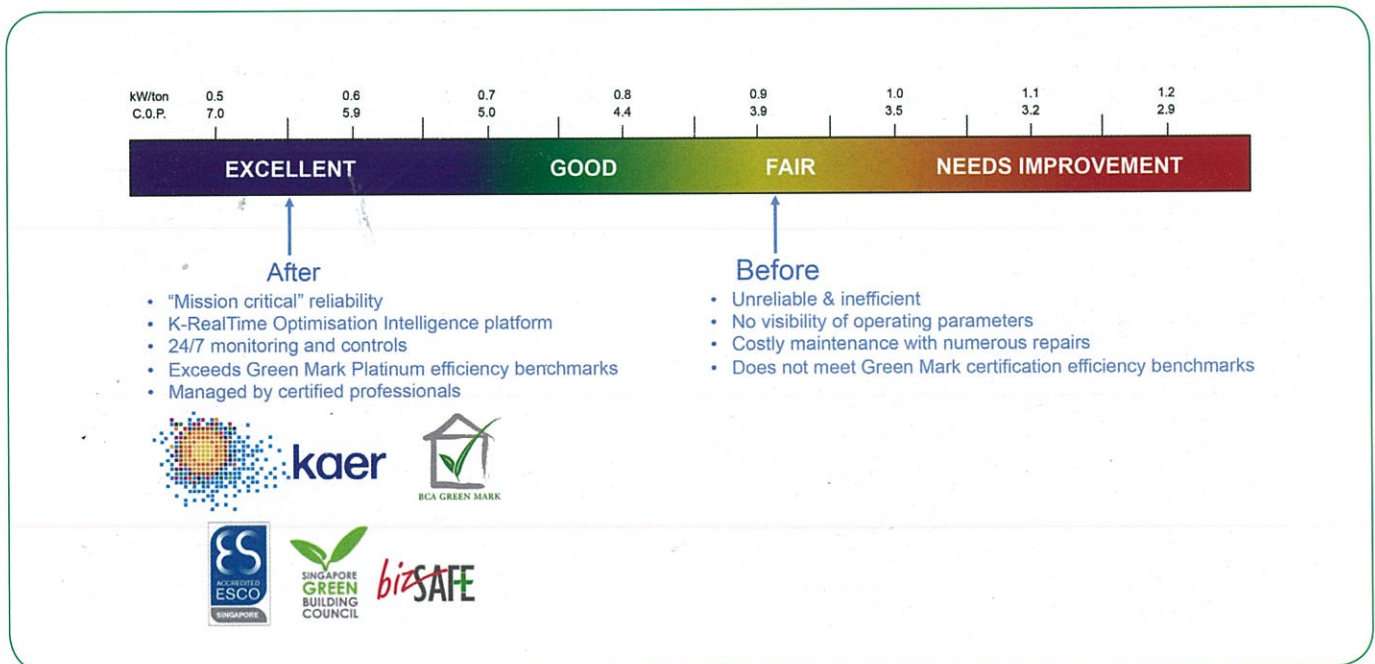 kW/ton 0.5 0.6 0.7 0.8 0.9 1.0 1.1 1.2
C.O.P. 7.0 5.9 5.0 4.4 3.9 3.5 3.2 2.9
EXCELLENT GOOD FAIR NEEDS IMPROVEMENT
After
• "Mission critical" reliability
• K-RealTime Optimisation Intelligence platform
• 24/7 monitoring and controls
• Exceeds Green Mark Platinum efficiency benchmarks
• Managed by certified professionals
Before
• Unreliable & inefficient
• No visibility of operating parameters
• Costly maintenance with numerous repairs
• Does not meet Green Mark certification efficiency benchmarks
kaer
BCA GREEN MARK
ES
ACCREDITED
ESCO
SINGAPORE
SINGAPORE
GREEN
BUILDING
COUNCIL
bizSAFE